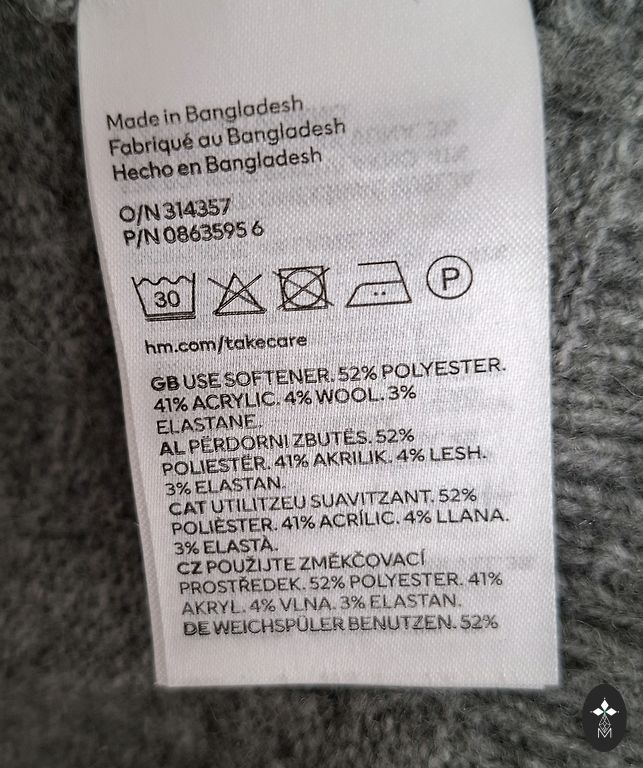 Made in Bangladesh
Fabriqué au Bangladesh
Hecho en Bangladesh
O/N 314357
P/N 0863595 6
30
P
hm.com/takecare
GB USE SOFTENER. 52% POLYESTER.
41% ACRYLIC. 4% WOOL. 3%
ELASTANE.
AL PËRDORNI ZBUTËS. 52%
POLIESTËR. 41% AKRILIK. 4% LESH.
3% ELASTAN.
CAT UTILITZEU SUAVITZANT. 52%
POLIÈSTER. 41% ACRÍLIC. 4% LLANA.
3% ELASTÀ.
CZ POUŽIJTE ZMĚKČOVACÍ
PROSTŘEDEK. 52% POLYESTER. 41%
AKRYL. 4% VLNA. 3% ELASTAN.
DE WEICHSPÜLER BENUTZEN. 52%